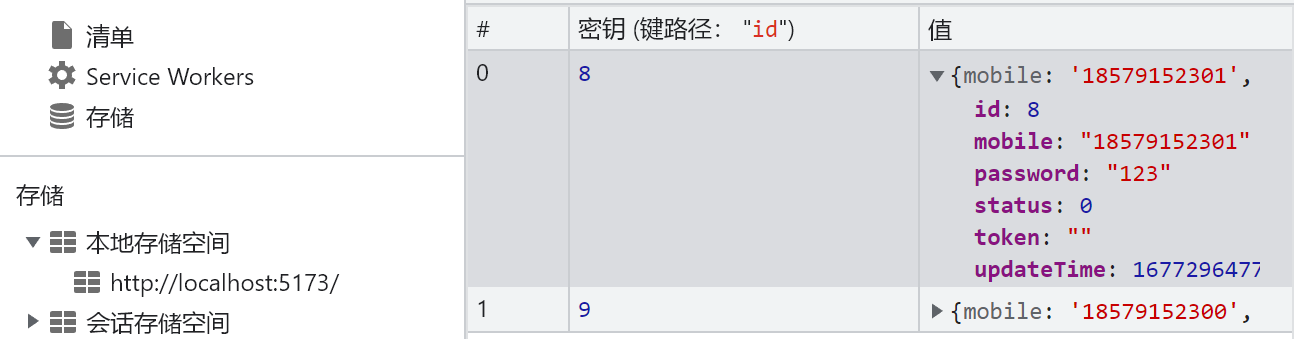 清单
Service Workers
存储
存储
本地存储空间
http://localhost:5173/
会话存储空间
# 密钥 (键路径： "id") 值
0 8 {mobile: '18579152301',
id: 8
mobile: "18579152301"
password: "123"
status: 0
token: ""
updateTime: 1677296477
1 9 {mobile: '18579152300',